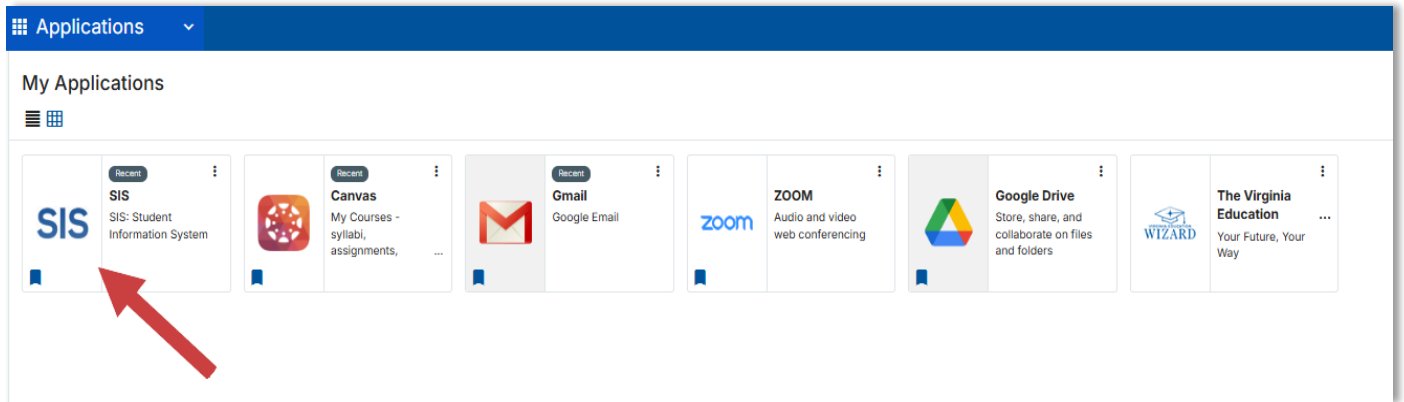 Applications
My Applications
SIS
Recent
SIS
SIS: Student
Information System
Recent
Canvas
My Courses -
syllabi,
assignments, ...
Recent
Gmail
Google Email
zoom
ZOOM
Audio and video
web conferencing
Google Drive
Store, share, and
collaborate on files
and folders
WIZARD
The Virginia
Education ...
Your Future, Your
Way